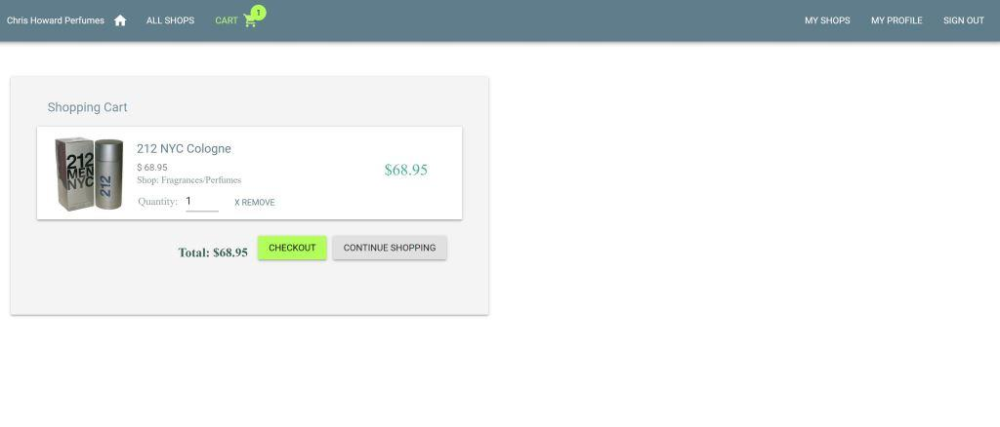 Chris Howard Perfumes ALL SHOPS CART 1 MY SHOPS MY PROFILE SIGN OUT
Shopping Cart
212 NYC Cologne
$ 68.95
Shop: Fragrances/Perfumes
$68.95
Quantity: 1 X REMOVE
212
MEN
NYC
212
Total: $68.95 CHECKOUT CONTINUE SHOPPING